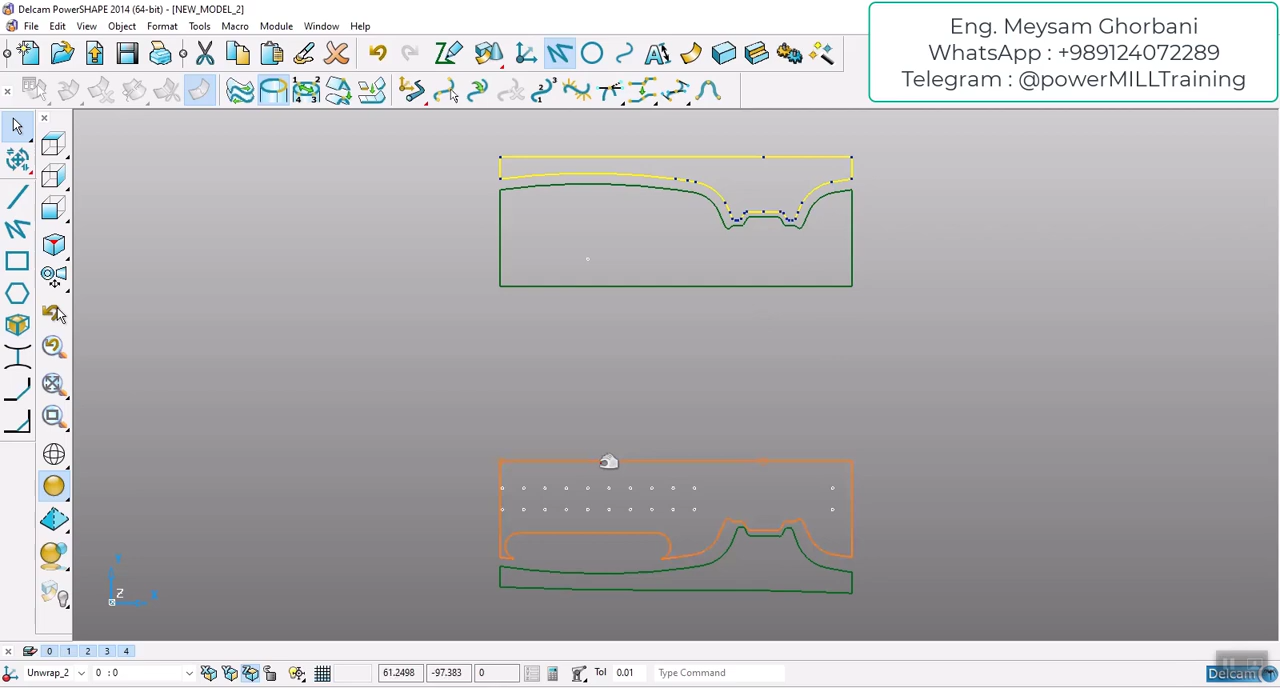 Delcam PowerSHAPE 2014 (64-bit) - [NEW_MODEL_2]
File Edit View Object Format Tools Macro Module Window Help
Eng. Meysam Ghorbani
WhatsApp : +989124072289
Telegram : @powerMILLTraining
Z
0 1 2 3 4
Unwrap_2 0 : 0 61.2498 -97.383 0 Tol 0.01 Type Command Delcam